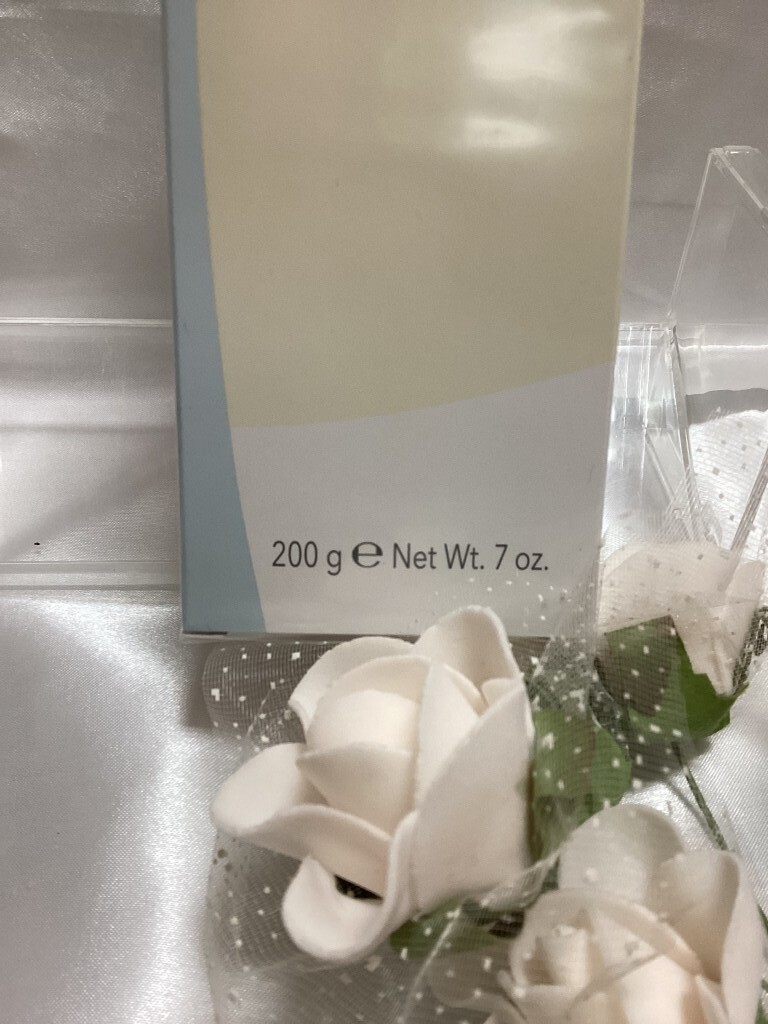 200 g ℮ Net Wt. 7 oz.